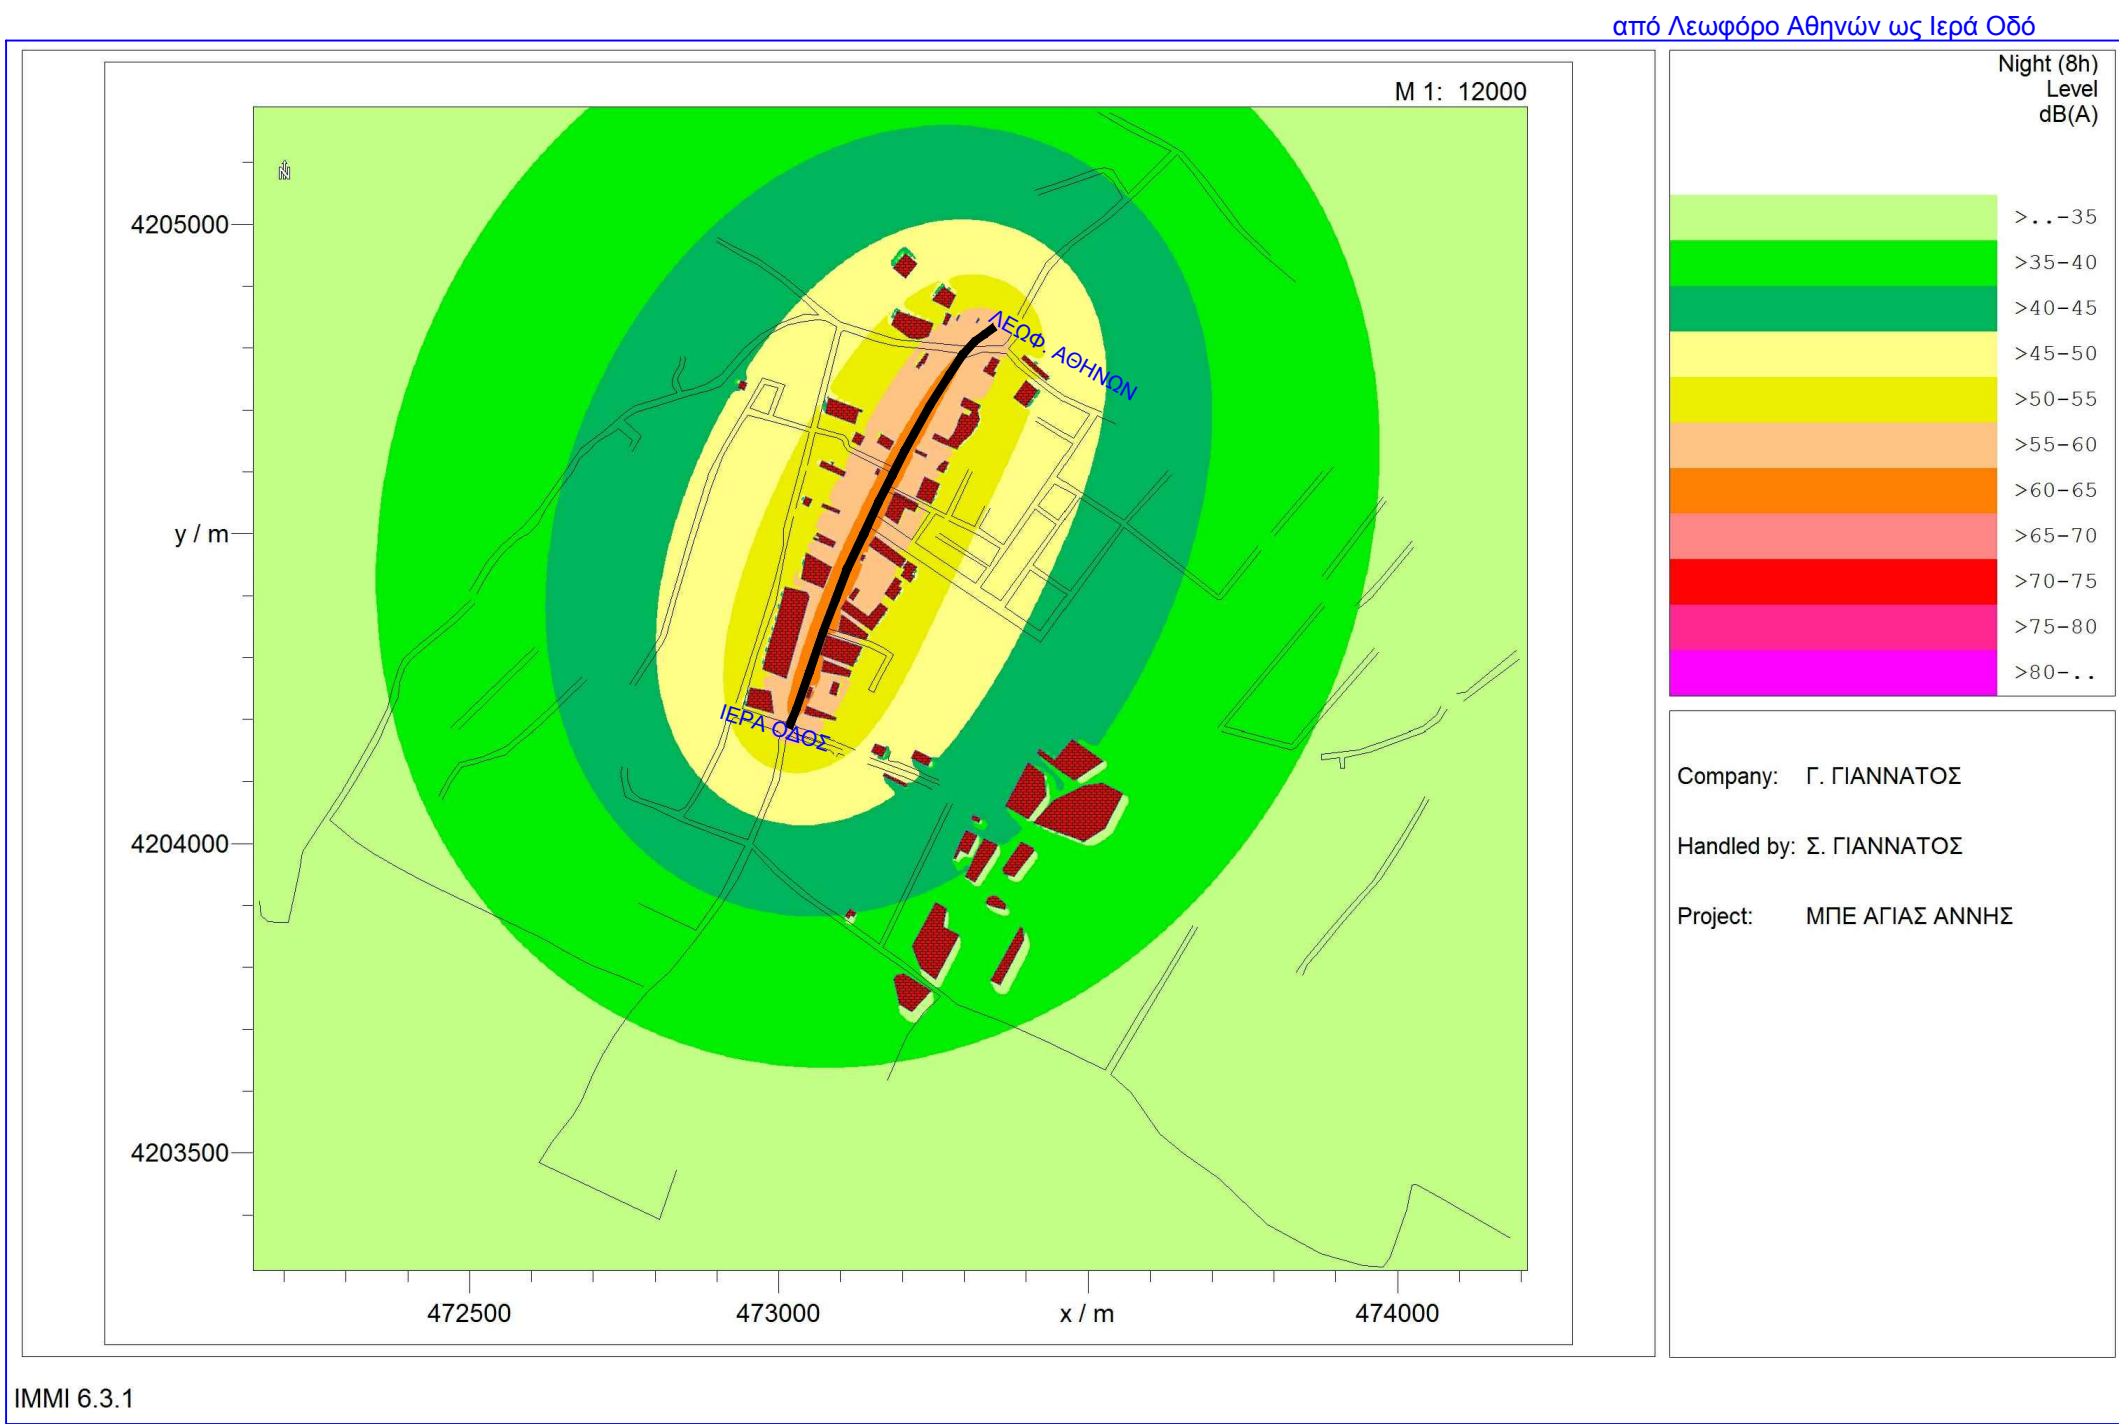 από Λεωφόρο Αθηνών ως Ιερά Οδό
M 1: 12000
Night (8h)
Level
dB(A)
>..-35
>35-40
>40-45
>45-50
>50-55
>55-60
>60-65
>65-70
>70-75
>75-80
>80-..
N
4205000
y / m
4204000
4203500
472500
473000
x / m
474000
ΛΕΩΦ. ΑΘΗΝΩΝ
ΙΕΡΑ ΟΔΟΣ
Company: Γ. ΓΙΑΝΝΑΤΟΣ
Handled by: Σ. ΓΙΑΝΝΑΤΟΣ
Project: ΜΠΕ ΑΓΙΑΣ ΑΝΝΗΣ
IMMI 6.3.1